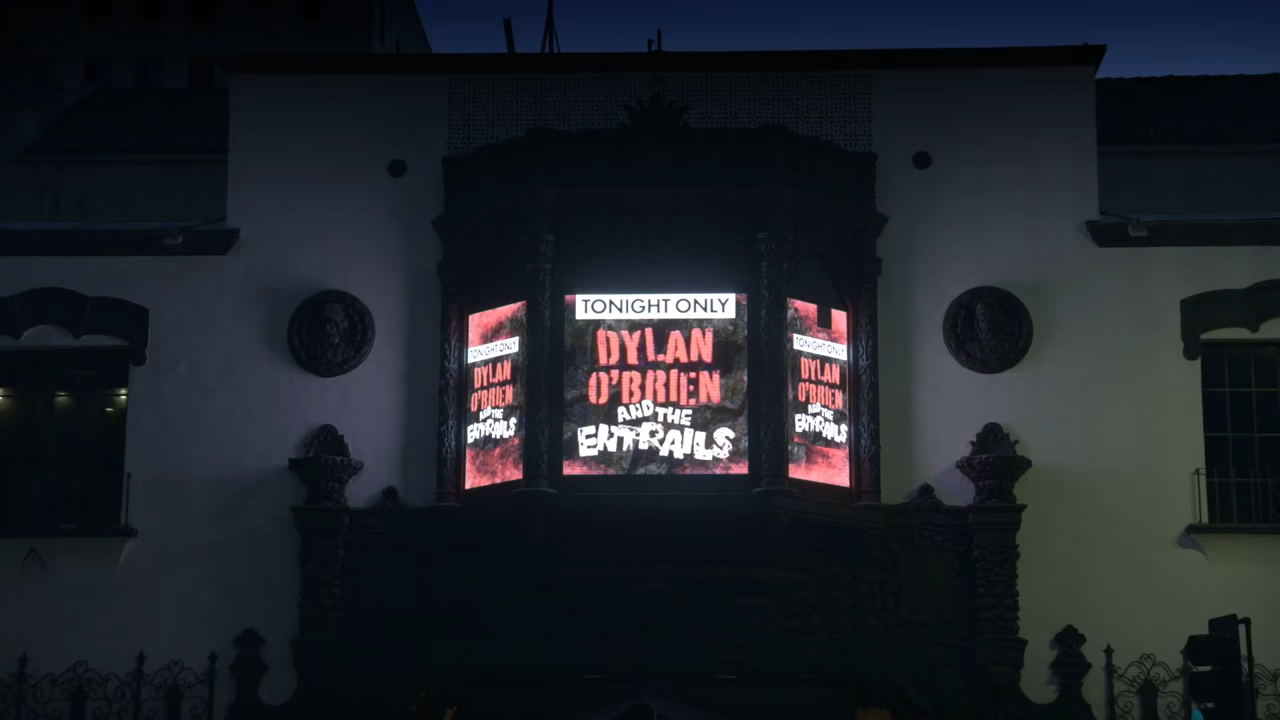 TONIGHT ONLY
DYLAN
O'BRIEN
AND THE
ENTRAILS
TONIGHT ONLY
DYLAN
O'BRIEN
AND THE
ENTRAILS
TONIGHT ONLY
DYLAN
O'BRIEN
AND THE
ENTRAILS